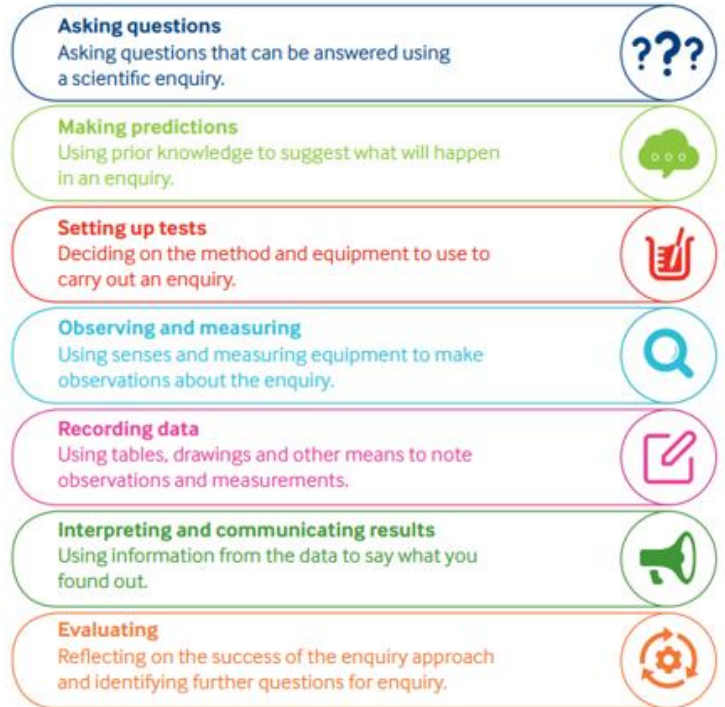 Asking questions
Asking questions that can be answered using
a scientific enquiry.
???
Making predictions
Using prior knowledge to suggest what will happen
in an enquiry.
Setting up tests
Deciding on the method and equipment to use to
carry out an enquiry.
Observing and measuring
Using senses and measuring equipment to make
observations about the enquiry.
Recording data
Using tables, drawings and other means to note
observations and measurements.
Interpreting and communicating results
Using information from the data to say what you
found out.
Evaluating
Reflecting on the success of the enquiry approach
and identifying further questions for enquiry.